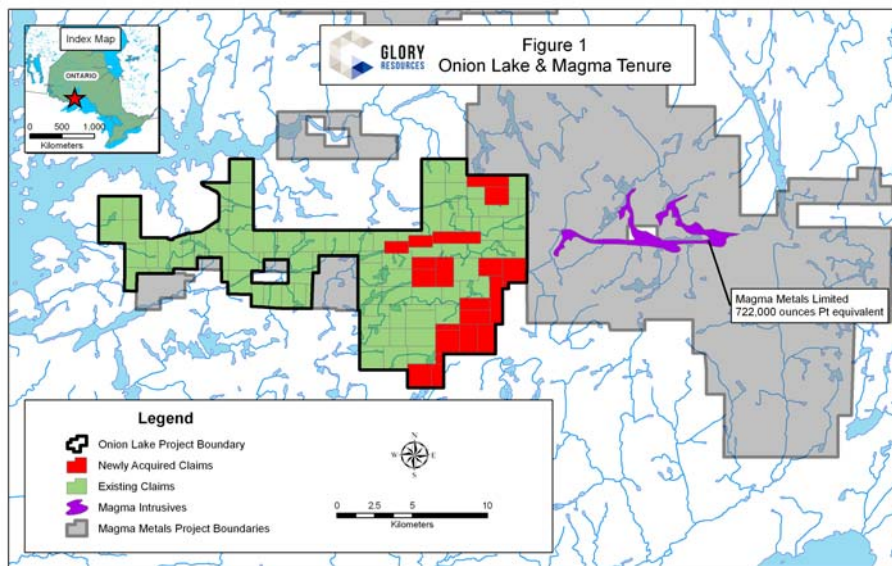 Index Map
ONTARIO
0 500 1,000
Kilometers
GLORY
RESOURCES
Figure 1
Onion Lake & Magma Tenure
Magma Metals Limited
722,000 ounces Pt equivalent
Legend
Onion Lake Project Boundary
Newly Acquired Claims
Existing Claims
Magma Intrusives
Magma Metals Project Boundaries
N
W E
S
0 2.5 5 10
Kilometers